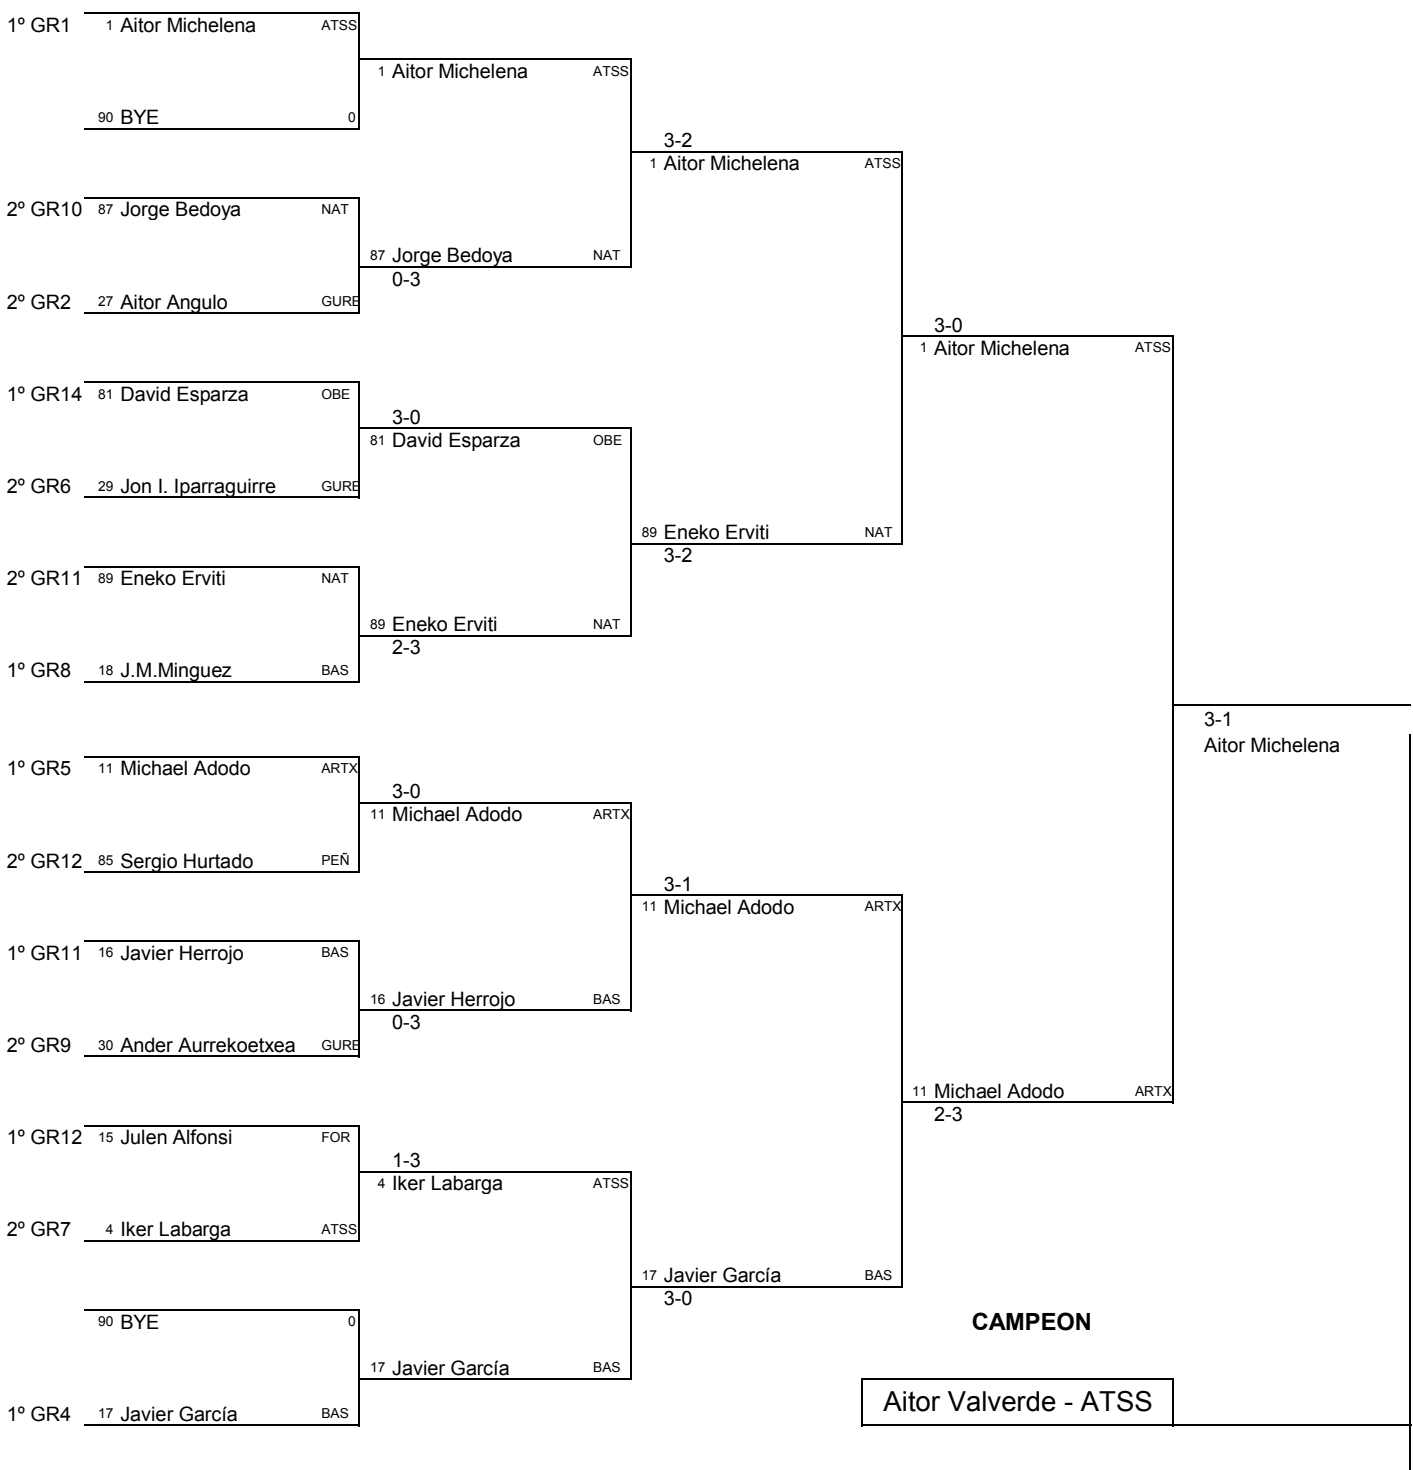 1º GR1 1 Aitor Michelena ATSS
1 Aitor Michelena ATSS
90 BYE 0
3-2
1 Aitor Michelena ATSS
2º GR10 87 Jorge Bedoya NAT
87 Jorge Bedoya NAT
0-3
2º GR2 27 Aitor Angulo GURE
3-0
1 Aitor Michelena ATSS
1º GR14 81 David Esparza OBE
3-0
81 David Esparza OBE
2º GR6 29 Jon I. Iparraguirre GURE
89 Eneko Erviti NAT
3-2
2º GR11 89 Eneko Erviti NAT
89 Eneko Erviti NAT
2-3
1º GR8 18 J.M.Minguez BAS
3-1
Aitor Michelena
1º GR5 11 Michael Adodo ARTX
3-0
11 Michael Adodo ARTX
2º GR12 85 Sergio Hurtado PEÑ
3-1
11 Michael Adodo ARTX
1º GR11 16 Javier Herrojo BAS
16 Javier Herrojo BAS
0-3
2º GR9 30 Ander Aurrekoetxea GURE
11 Michael Adodo ARTX
2-3
1º GR12 15 Julen Alfonsi FOR
1-3
4 Iker Labarga ATSS
2º GR7 4 Iker Labarga ATSS
17 Javier García BAS
3-0
90 BYE 0
CAMPEON
17 Javier García BAS
Aitor Valverde - ATSS
1º GR4 17 Javier García BAS